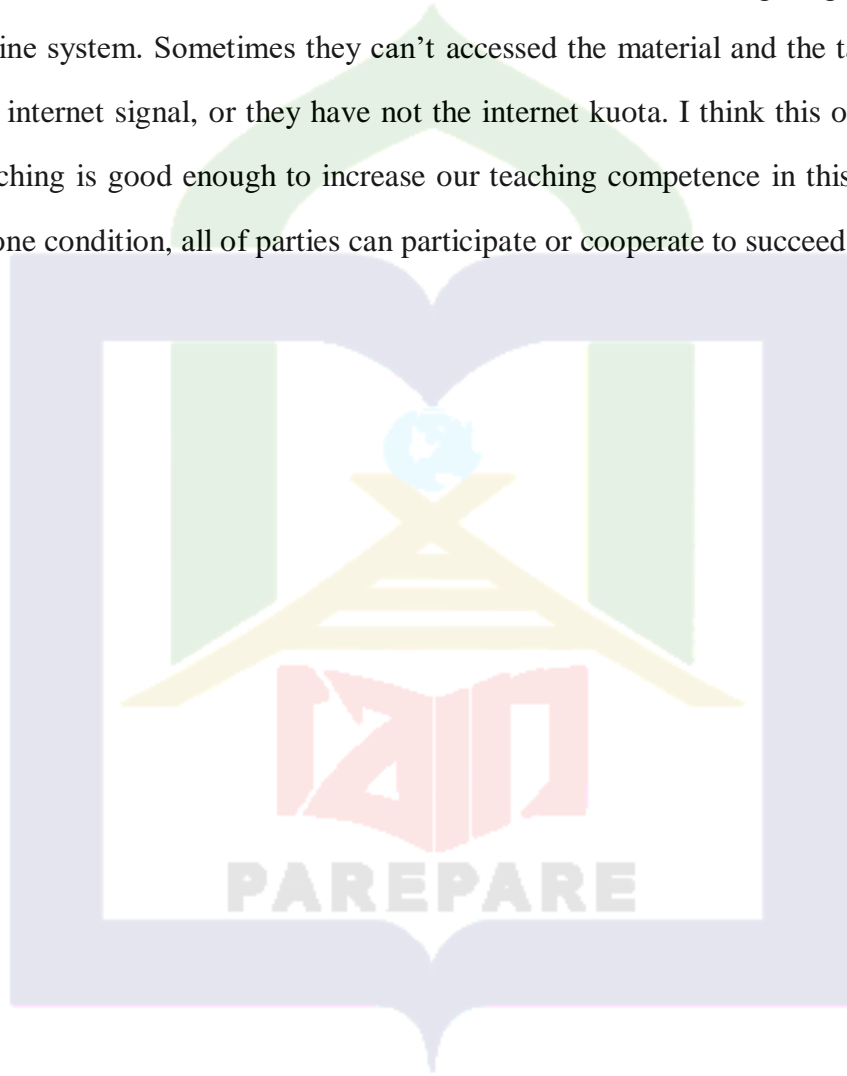 ine system. Sometimes they can't accessed the material and the ta
internet signal, or they have not the internet kuota. I think this o
ching is good enough to increase our teaching competence in this
one condition, all of parties can participate or cooperate to succeed
iain
PAREPARE